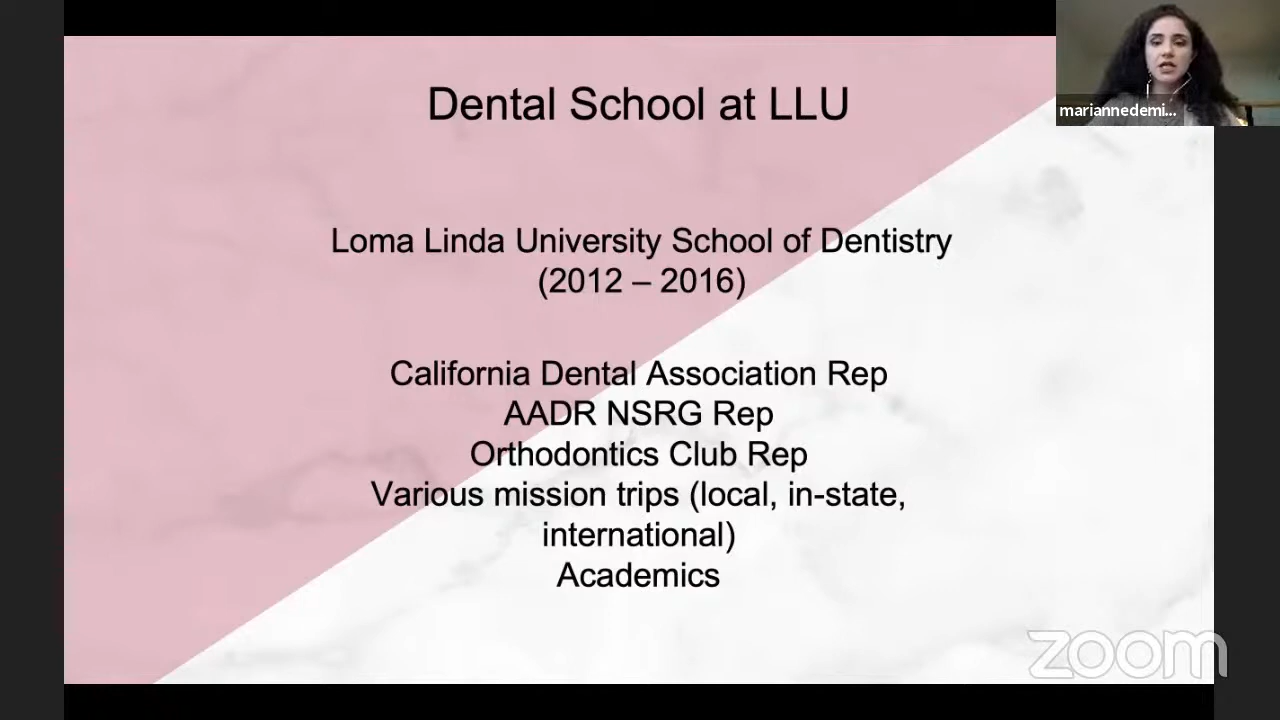 Dental School at LLU
mariannedemi...
Loma Linda University School of Dentistry
(2012 – 2016)
California Dental Association Rep
AADR NSRG Rep
Orthodontics Club Rep
Various mission trips (local, in-state,
international)
Academics
zoom